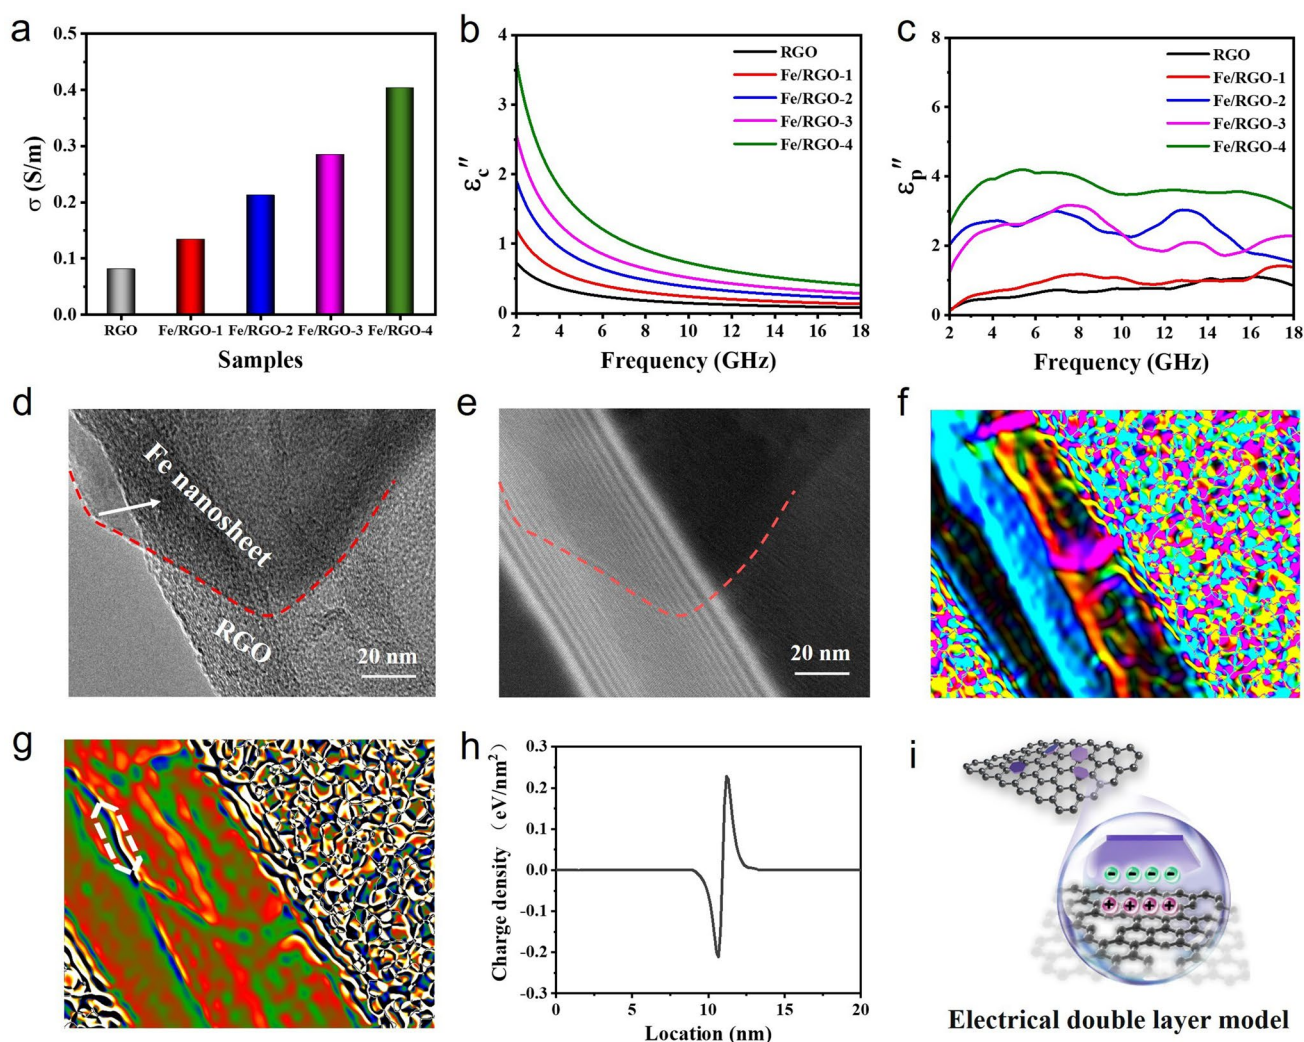 a
σ (S/m)
0.5
0.4
0.3
0.2
0.1
0.0
RGO Fe/RGO-1 Fe/RGO-2 Fe/RGO-3 Fe/RGO-4
Samples
b
εc″
4
3
2
1
0
RGO
Fe/RGO-1
Fe/RGO-2
Fe/RGO-3
Fe/RGO-4
2 4 6 8 10 12 14 16 18
Frequency (GHz)
c
εp″
8
6
4
2
0
RGO
Fe/RGO-1
Fe/RGO-2
Fe/RGO-3
Fe/RGO-4
2 4 6 8 10 12 14 16 18
Frequency (GHz)
d
Fe nanosheet
RGO
20 nm
e
20 nm
f
g
h
Charge density （eV/nm²)
0.3
0.2
0.1
0.0
-0.1
-0.2
-0.3
0 5 10 15 20
Location (nm)
i
- - - -
+ + + +
Electrical double layer model